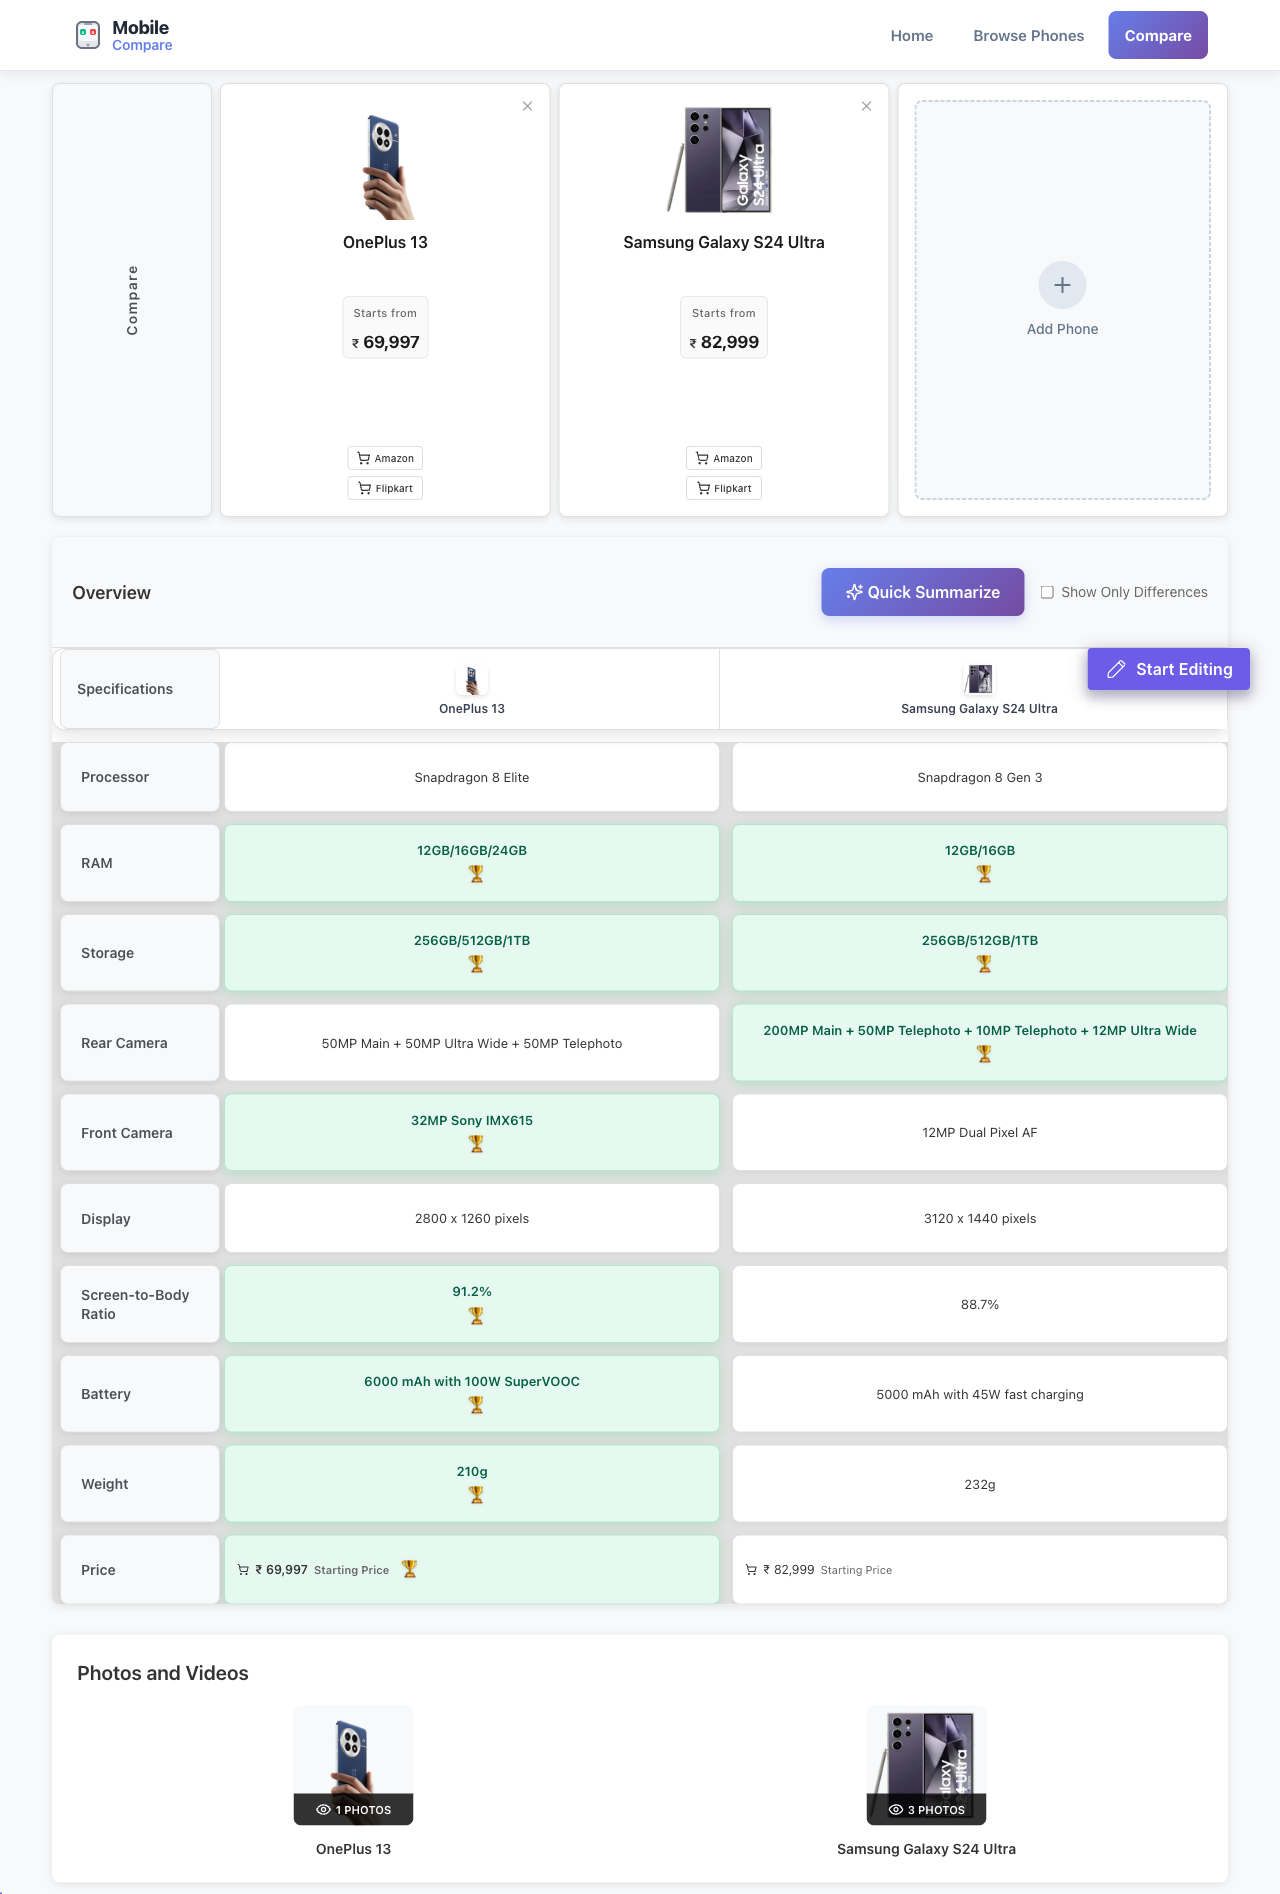 Mobile
Compare
Home
Browse Phones
Compare
Compare
OnePlus 13
Starts from
₹ 69,997
Amazon
Flipkart
Galaxy
S24 Ultra
Samsung Galaxy S24 Ultra
Starts from
₹ 82,999
Amazon
Flipkart
Add Phone
Overview
Quick Summarize
Show Only Differences
Start Editing
Specifications
OnePlus 13
Samsung Galaxy S24 Ultra
Processor
Snapdragon 8 Elite
Snapdragon 8 Gen 3
RAM
12GB/16GB/24GB
12GB/16GB
Storage
256GB/512GB/1TB
256GB/512GB/1TB
Rear Camera
50MP Main + 50MP Ultra Wide + 50MP Telephoto
200MP Main + 50MP Telephoto + 10MP Telephoto + 12MP Ultra Wide
Front Camera
32MP Sony IMX615
12MP Dual Pixel AF
Display
2800 x 1260 pixels
3120 x 1440 pixels
Screen-to-Body
Ratio
91.2%
88.7%
Battery
6000 mAh with 100W SuperVOOC
5000 mAh with 45W fast charging
Weight
210g
232g
Price
₹ 69,997 Starting Price
₹ 82,999 Starting Price
Photos and Videos
1 PHOTOS
OnePlus 13
3 PHOTOS
Samsung Galaxy S24 Ultra